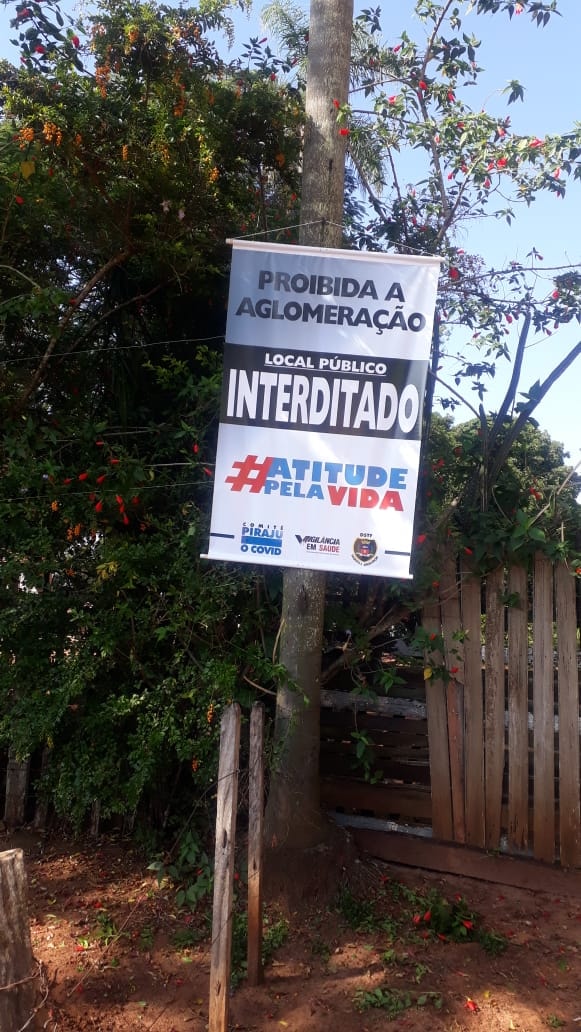 PROIBIDA A
AGLOMERAÇÃO
LOCAL PÚBLICO
INTERDITADO
#ATITUDE
PELA VIDA
COMITÊ
PIRAJU
O COVID
VIGILÂNCIA
EM SAÚDE